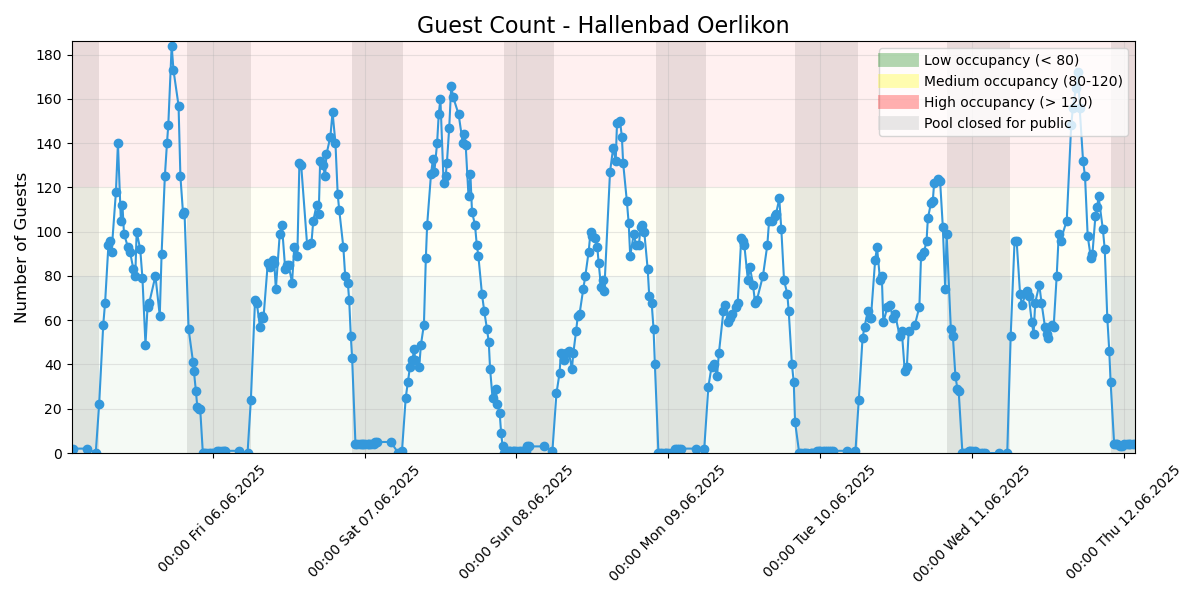 Guest Count - Hallenbad Oerlikon
Number of Guests
180
160
140
120
100
80
60
40
20
0
Low occupancy (< 80)
Medium occupancy (80-120)
High occupancy (> 120)
Pool closed for public
00:00 Fri 06.06.2025
00:00 Sat 07.06.2025
00:00 Sun 08.06.2025
00:00 Mon 09.06.2025
00:00 Tue 10.06.2025
00:00 Wed 11.06.2025
00:00 Thu 12.06.2025